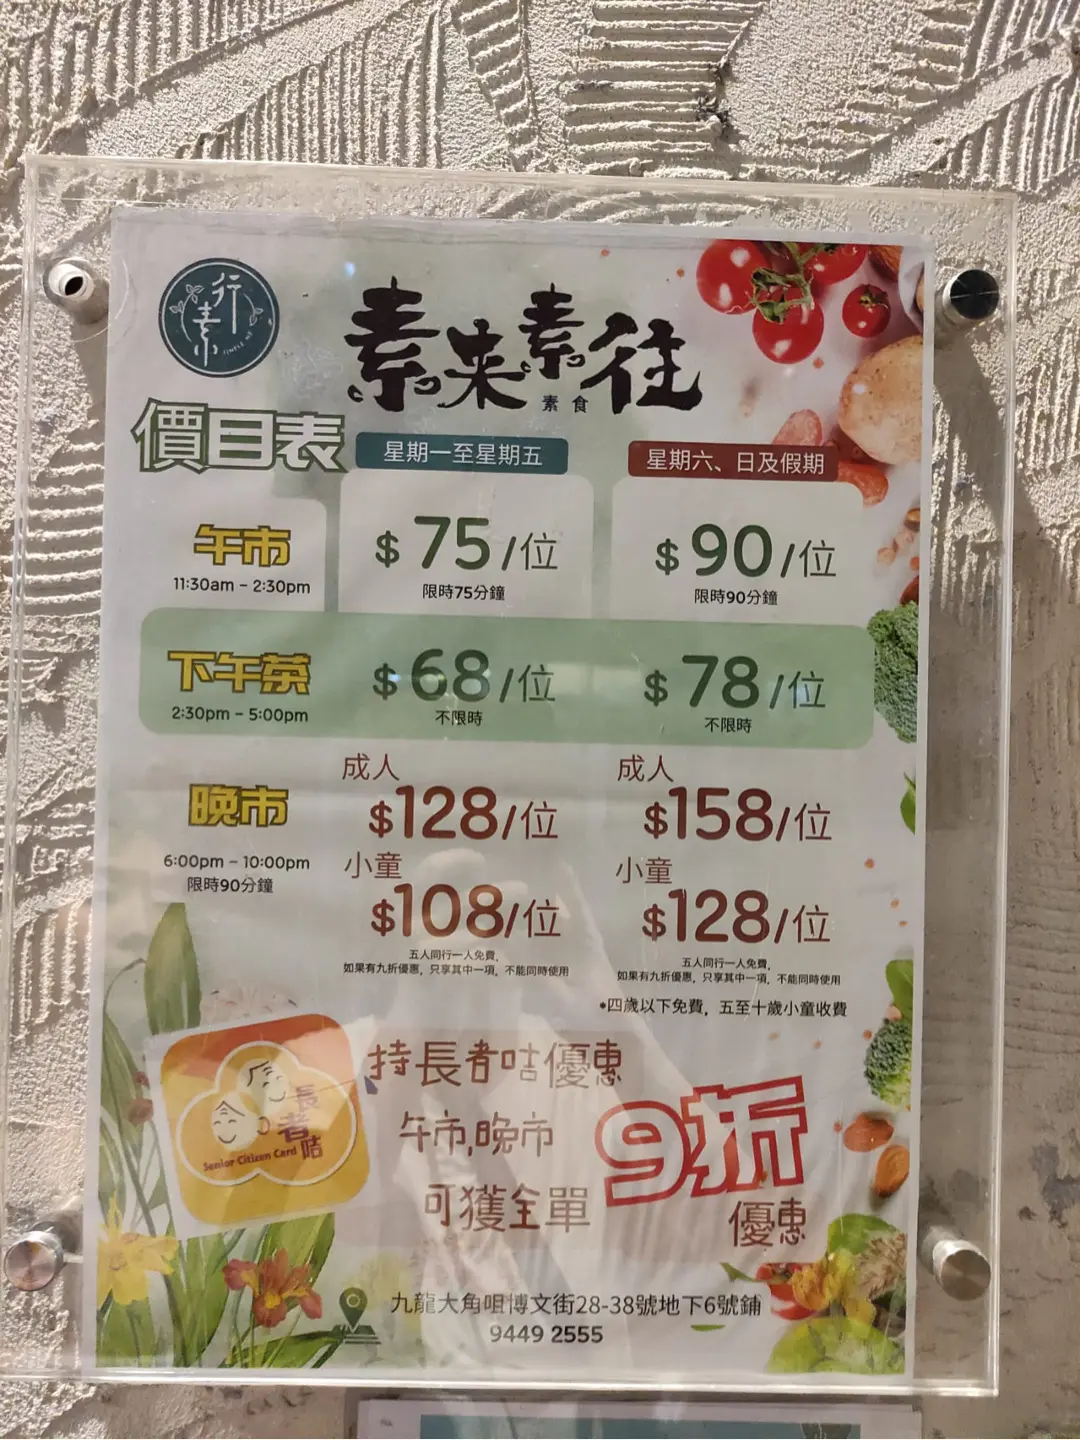 行素
SIMPLE WE
素來素往
素食
價目表
星期一至星期五
星期六、日及假期
午市
11:30am – 2:30pm
$75/位
限時75分鐘
$90/位
限時90分鐘
下午茶
2:30pm – 5:00pm
$68/位
不限時
$78/位
不限時
晚市
6:00pm – 10:00pm
限時90分鐘
成人
$128/位
小童
$108/位
五人同行一人免費，
如果有九折優惠，只享其中一項，不能同時使用
成人
$158/位
小童
$128/位
五人同行一人免費，
如果有九折優惠，只享其中一項，不能同時使用
*四歲以下免費，五至十歲小童收費
長者咭
Senior Citizen Card
持長者咭優惠
午市,晚市
可獲全單
9折
優惠
九龍大角咀博文街28-38號地下6號鋪
9449 2555